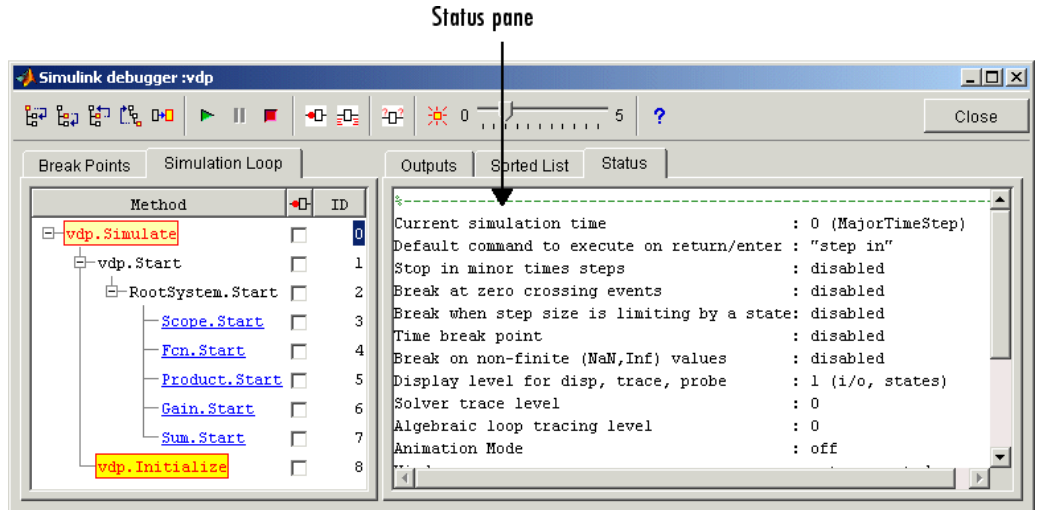 Status pane
Simulink debugger :vdp
0 5 ? Close
Break Points Simulation Loop
Outputs Sorted List Status
Method ID
vdp.Simulate 0
vdp.Start 1
RootSystem.Start 2
Scope.Start 3
Fcn.Start 4
Product.Start 5
Gain.Start 6
Sum.Start 7
vdp.Initialize 8
%----------------------------------------------------------------
Current simulation time : 0 (MajorTimeStep)
Default command to execute on return/enter : "step in"
Stop in minor times steps : disabled
Break at zero crossing events : disabled
Break when step size is limiting by a state: disabled
Time break point : disabled
Break on non-finite (NaN,Inf) values : disabled
Display level for disp, trace, probe : 1 (i/o, states)
Solver trace level : 0
Algebraic loop tracing level : 0
Animation Mode : off